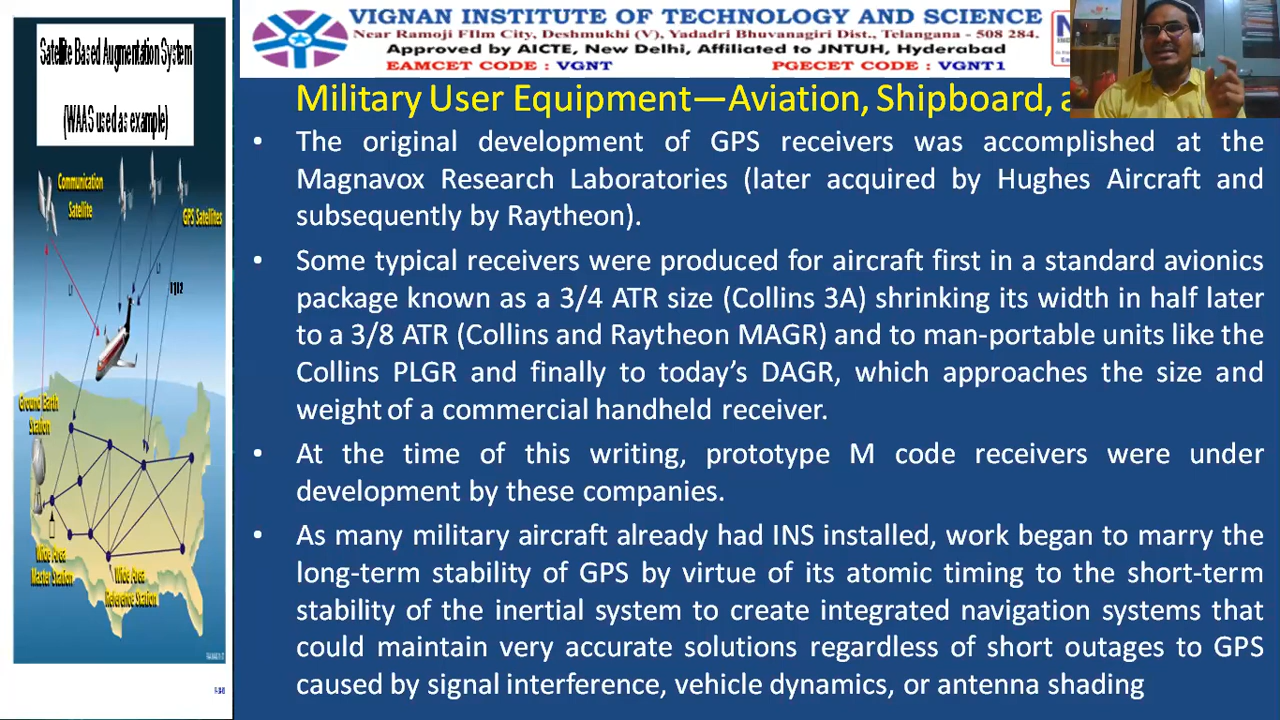 Satellite Based Augmentation System
(WAAS used as example)
Communication
Satellite
GPS Satellites
L1
L1
Ground Earth
Station
Wide Area
Master Station
Wide Area
Reference Station
VIGNAN INSTITUTE OF TECHNOLOGY AND SCIENCE
Near Ramoji Film City, Deshmukhi (V), Yadadri Bhuvanagiri Dist., Telangana - 508 284.
Approved by AICTE, New Delhi, Affiliated to JNTUH, Hyderabad
EAMCET CODE : VGNT PGECET CODE : VGNT1
Military User Equipment—Aviation, Shipboard,
• The original development of GPS receivers was accomplished at the
Magnavox Research Laboratories (later acquired by Hughes Aircraft and
subsequently by Raytheon).
• Some typical receivers were produced for aircraft first in a standard avionics
package known as a 3/4 ATR size (Collins 3A) shrinking its width in half later
to a 3/8 ATR (Collins and Raytheon MAGR) and to man-portable units like the
Collins PLGR and finally to today's DAGR, which approaches the size and
weight of a commercial handheld receiver.
• At the time of this writing, prototype M code receivers were under
development by these companies.
• As many military aircraft already had INS installed, work began to marry the
long-term stability of GPS by virtue of its atomic timing to the short-term
stability of the inertial system to create integrated navigation systems that
could maintain very accurate solutions regardless of short outages to GPS
caused by signal interference, vehicle dynamics, or antenna shading